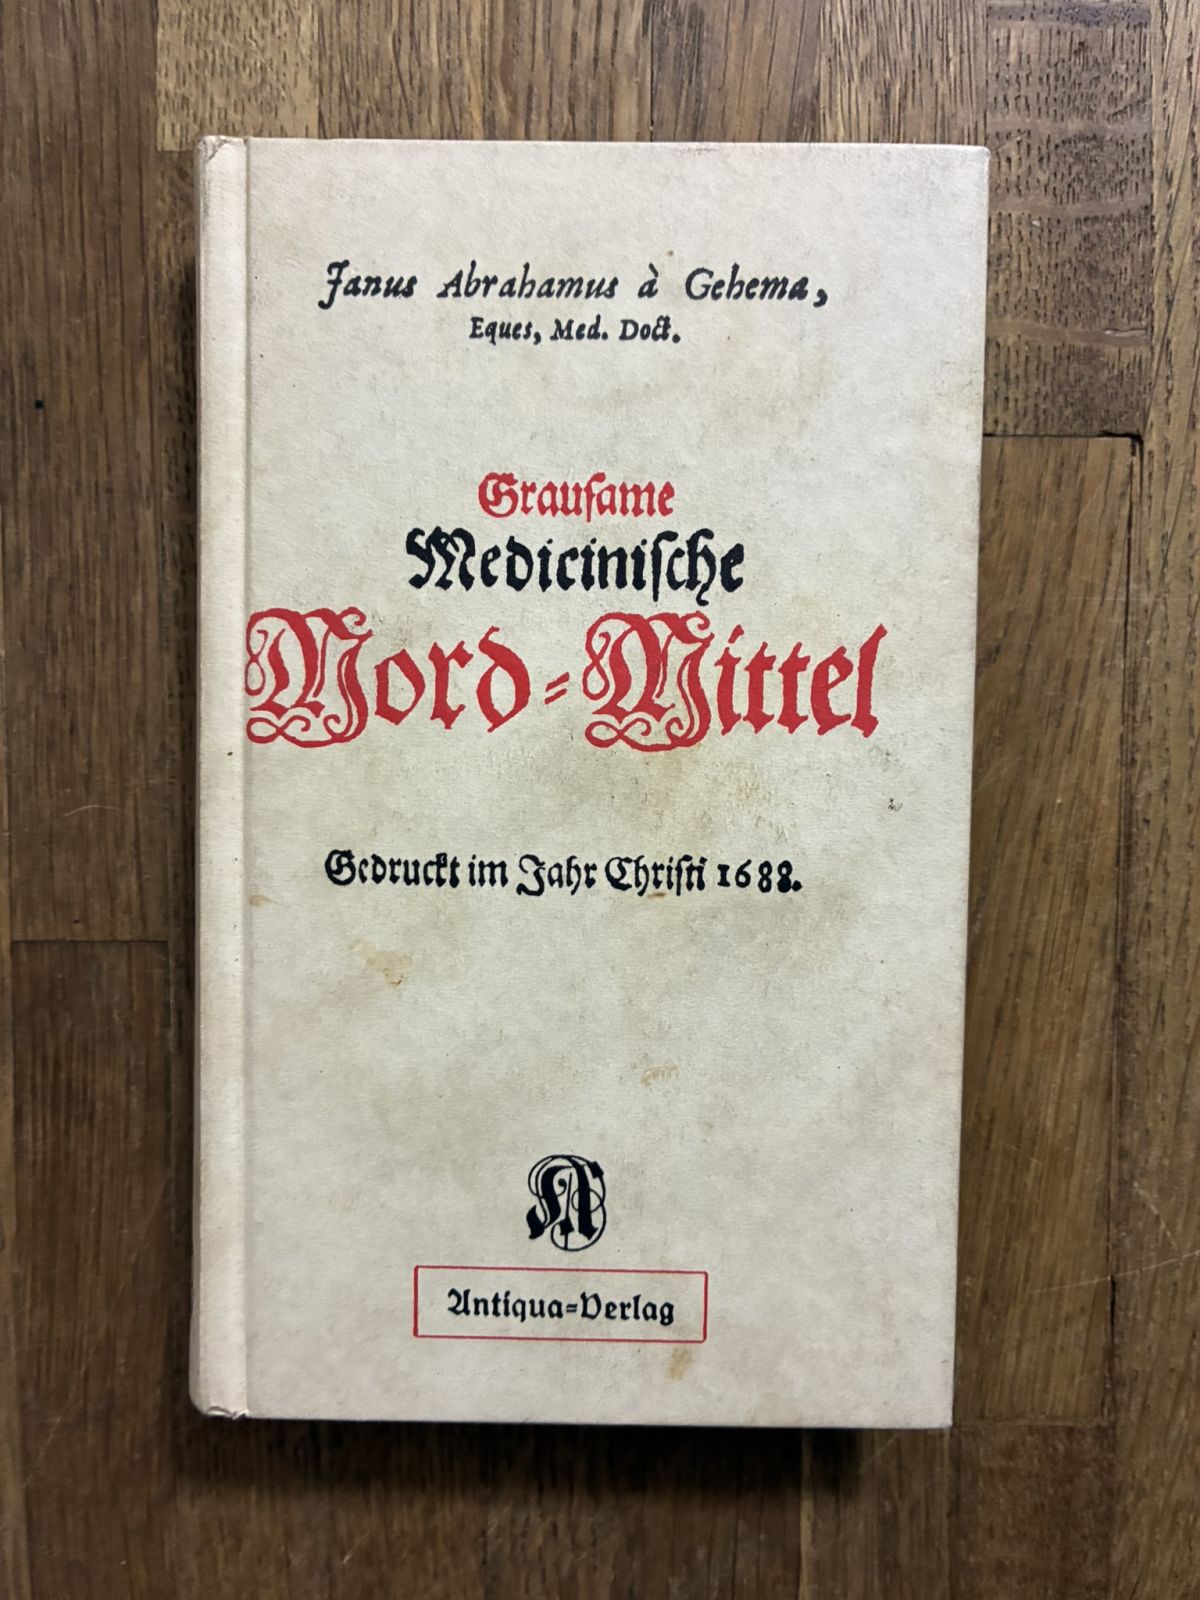 Janus Abrahamus à Gehema,
Eques, Med. Doct.
Grauſame
Mediciniſche
Mord-Mittel
Gedruckt im Jahr Chriſti 1688.
Antiqua-Verlag